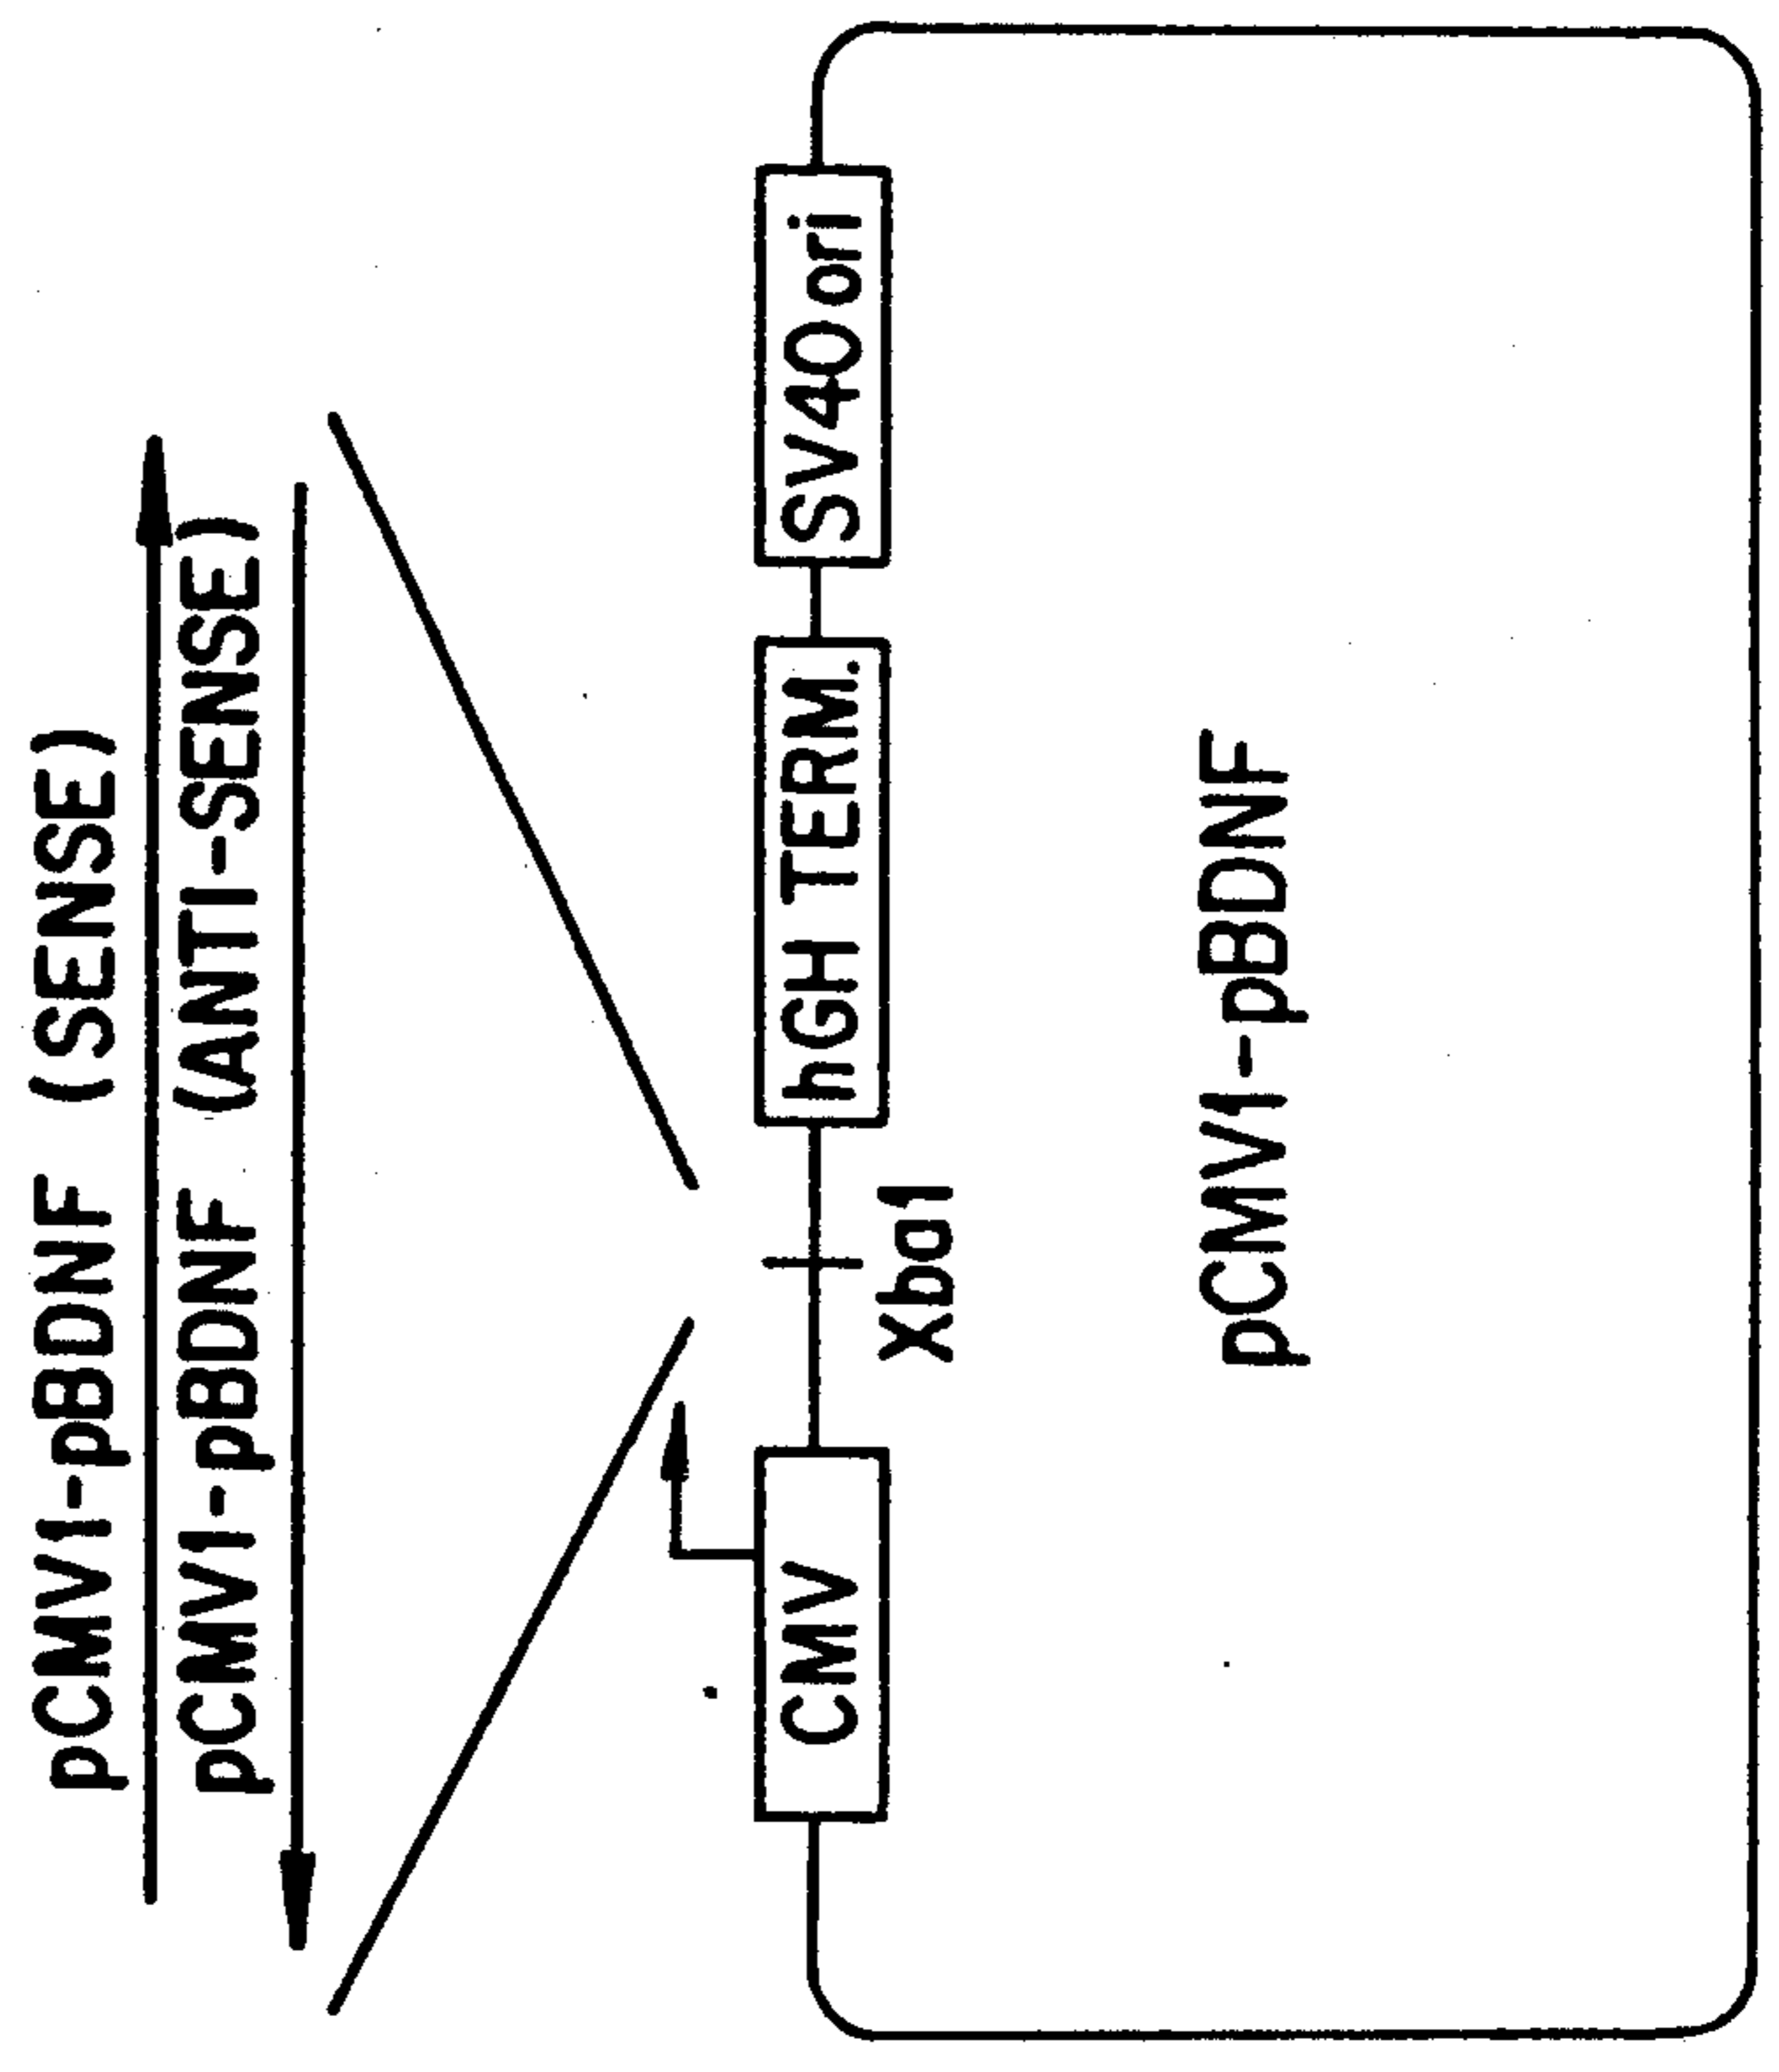 pCMV1-pBDNF (SENSE)
pCMV1-pBDNF (ANTI-SENSE)
CMV
Xba1
hGH TERM.
SV40 ori
pCMV1-pBDNF